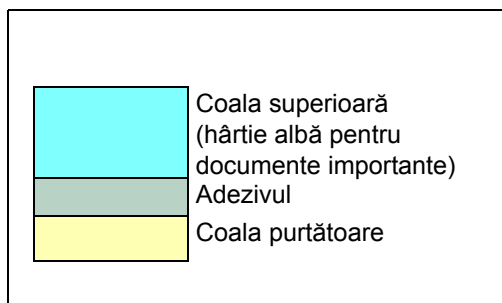 Coala superioară
(hârtie albă pentru
documente importante)
Adezivul
Coala purtătoare